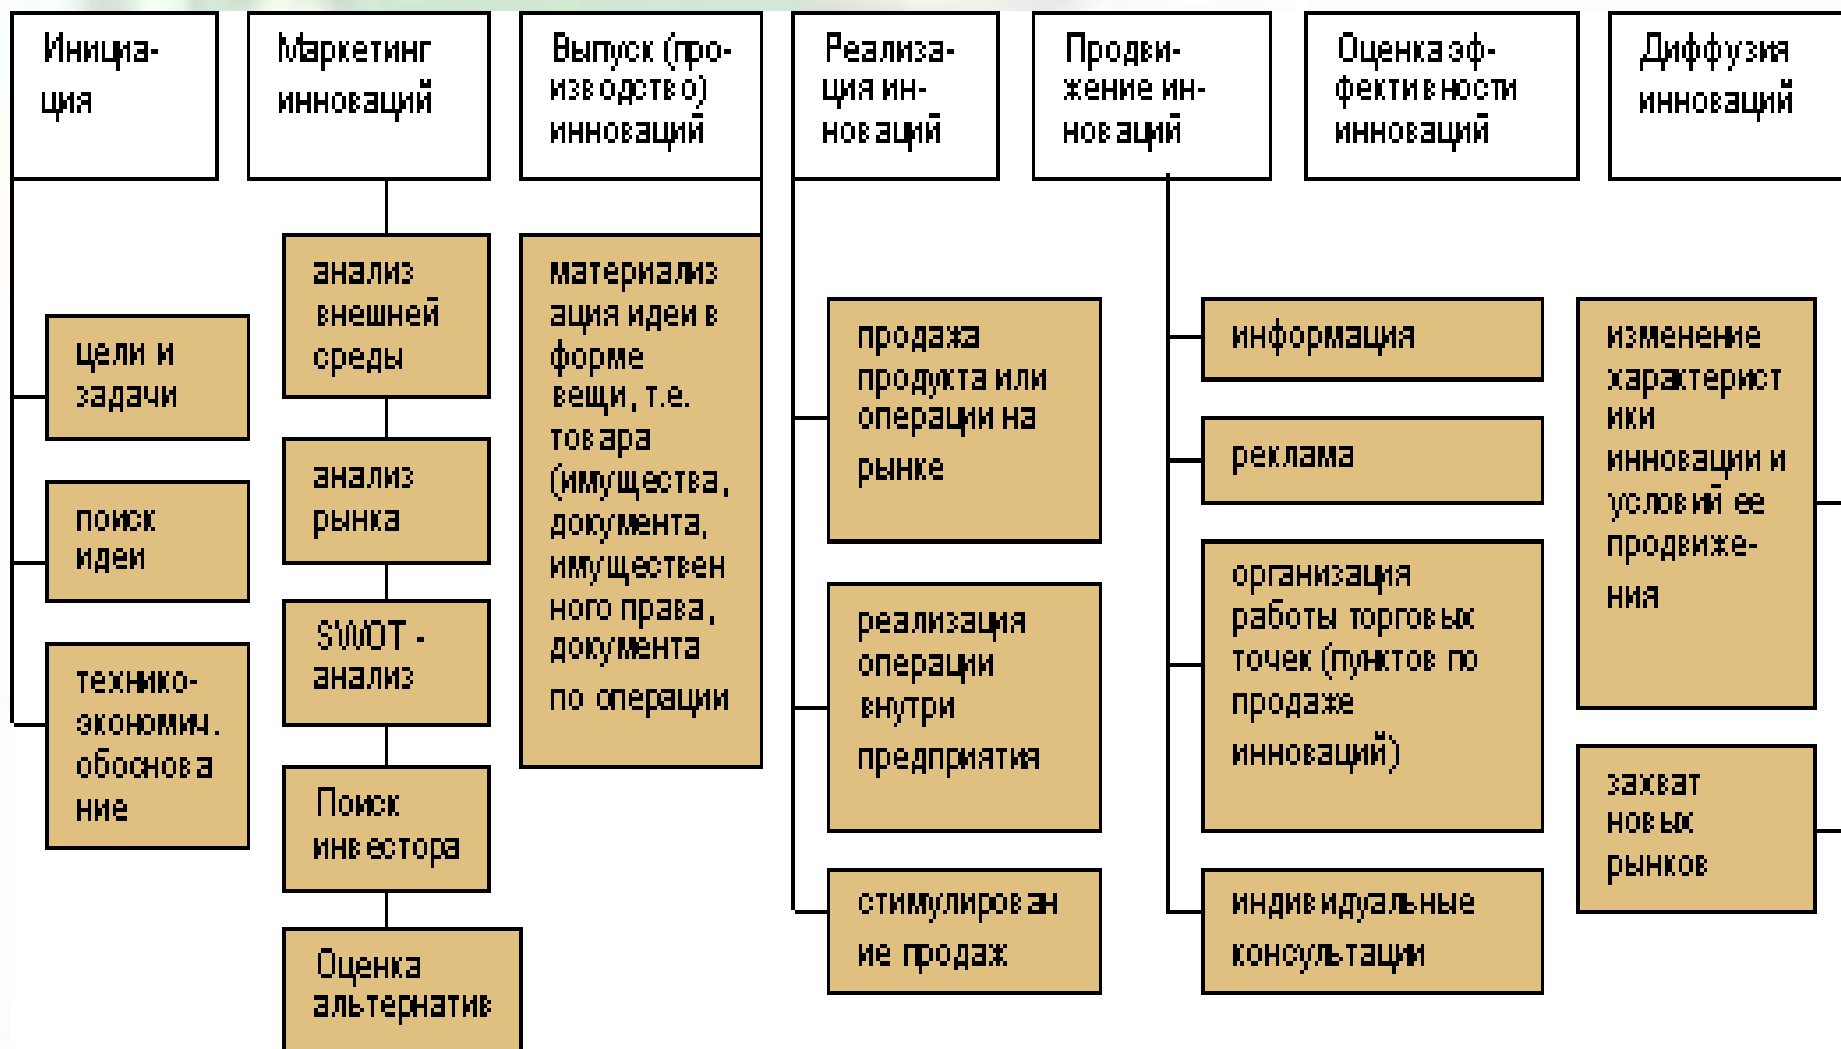 Инициа-
ция
Маркетинг
инноваций
Выпуск (про-
изводство)
инноваций
Реализа-
ция ин-
новаций
Продви-
жение ин-
новаций
Оценка эф-
фективности
инноваций
Диффузия
инноваций
цели и
задачи
поиск
идеи
технико-
экономич.
обоснова
ние
анализ
внешней
среды
анализ
рынка
SWOT -
анализ
Поиск
инвестора
Оценка
альтернатив
материализ
ация идеи в
форме
вещи, т.е.
товара
(имущества,
документа,
имуществен
ного права,
документа
по операции
продажа
продукта или
операции на
рынке
реализация
операции
внутри
предприятия
стимулирован
ие продаж
информация
реклама
организация
работы торговых
точек (пунктов по
продаже
инноваций)
индивидуальные
консультации
изменение
характерист
ики
инновации и
условий ее
продвиже-
ния
захват
новых
рынков